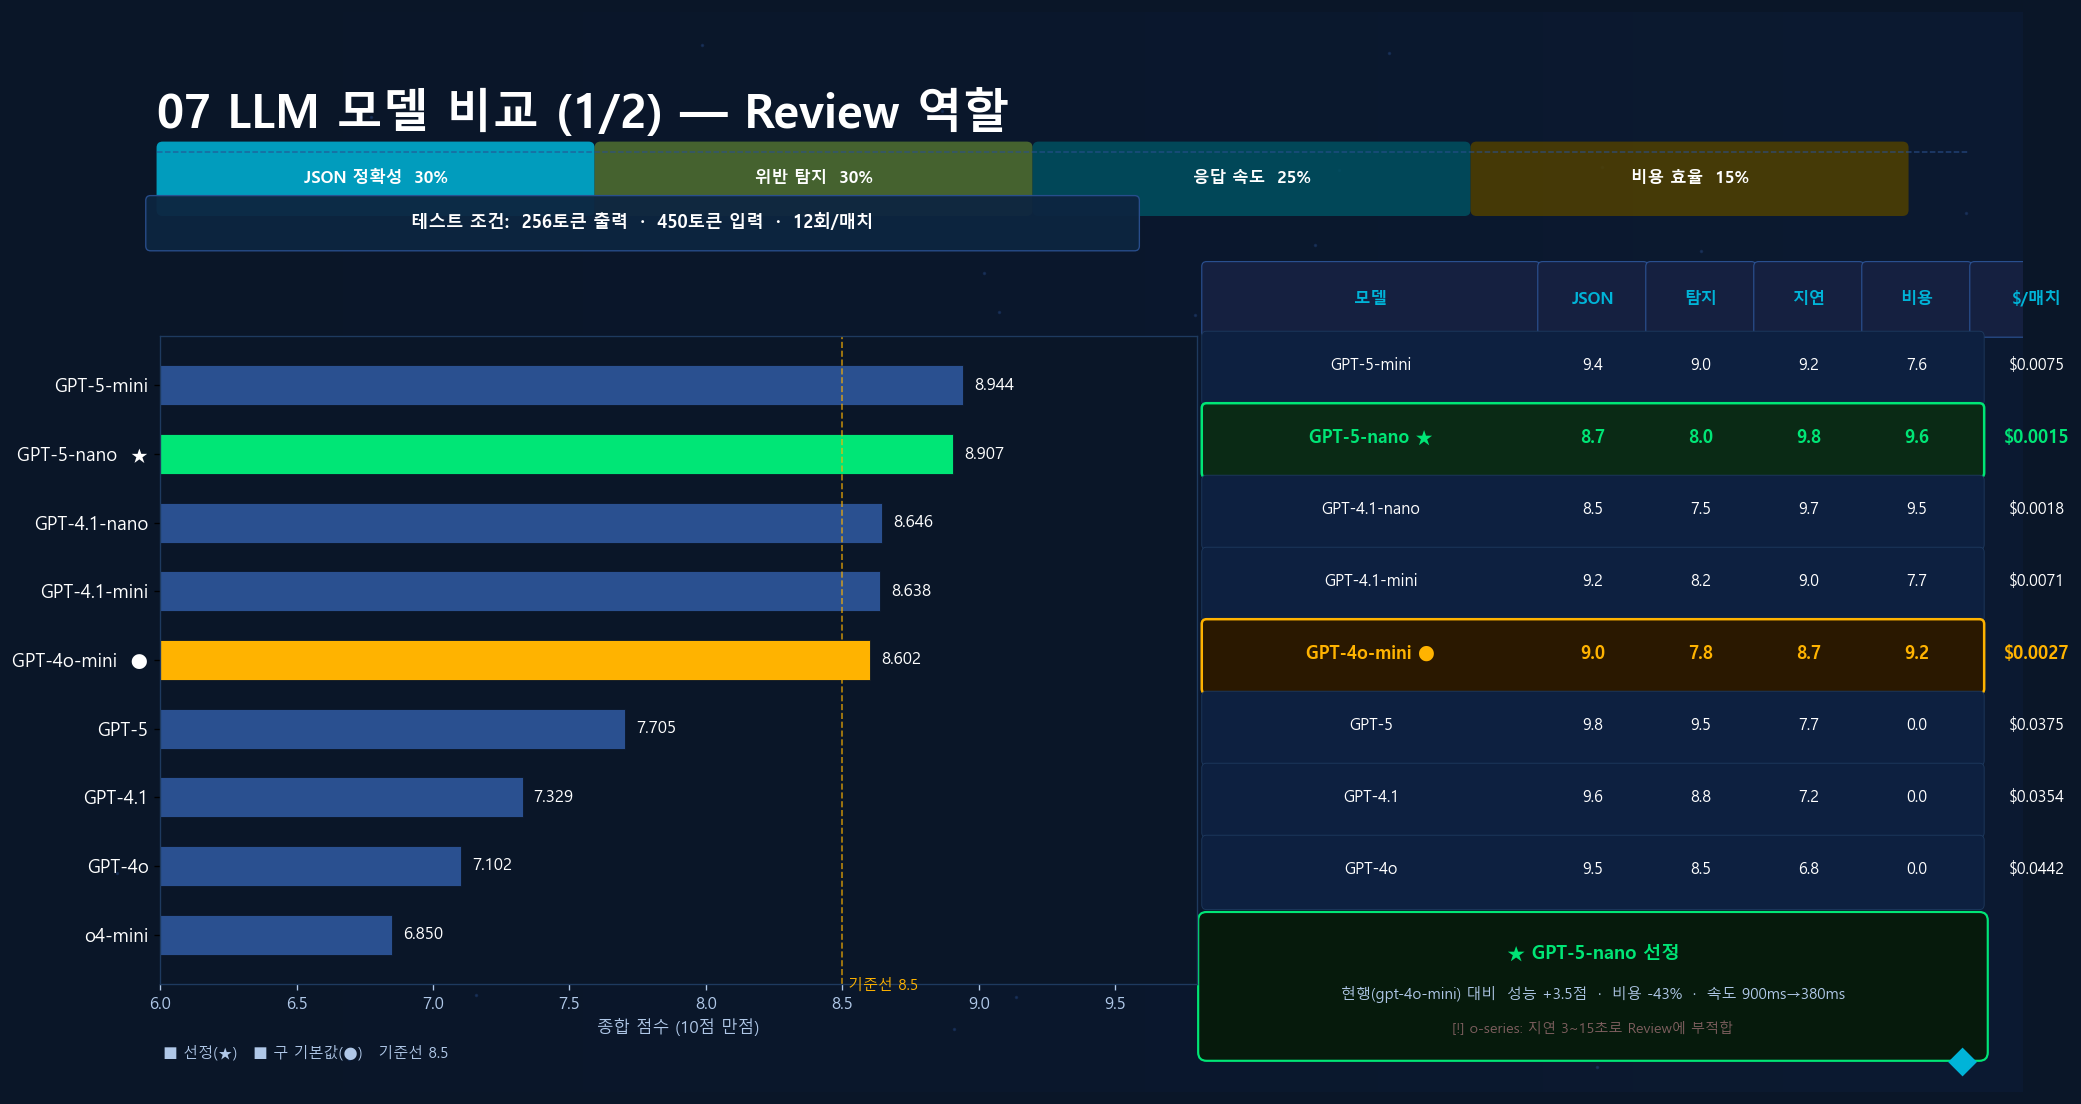 07 LLM 모델 비교 (1/2) — Review 역할
JSON 정확성 30%
위반 탐지 30%
응답 속도 25%
비용 효율 15%
테스트 조건: 256토큰 출력 · 450토큰 입력 · 12회/매치
GPT-5-mini 8.944
GPT-5-nano ★ 8.907
GPT-4.1-nano 8.646
GPT-4.1-mini 8.638
GPT-4o-mini ● 8.602
GPT-5 7.705
GPT-4.1 7.329
GPT-4o 7.102
o4-mini 6.850
기준선 8.5
6.0 6.5 7.0 7.5 8.0 8.5 9.0 9.5
종합 점수 (10점 만점)
■ 선정(★) ■ 구 기본값(●) 기준선 8.5
모델 JSON 탐지 지연 비용 $/매치
GPT-5-mini 9.4 9.0 9.2 7.6 $0.0075
GPT-5-nano ★ 8.7 8.0 9.8 9.6 $0.0015
GPT-4.1-nano 8.5 7.5 9.7 9.5 $0.0018
GPT-4.1-mini 9.2 8.2 9.0 7.7 $0.0071
GPT-4o-mini ● 9.0 7.8 8.7 9.2 $0.0027
GPT-5 9.8 9.5 7.7 0.0 $0.0375
GPT-4.1 9.6 8.8 7.2 0.0 $0.0354
GPT-4o 9.5 8.5 6.8 0.0 $0.0442
★ GPT-5-nano 선정
현행(gpt-4o-mini) 대비 성능 +3.5점 · 비용 -43% · 속도 900ms→380ms
[!] o-series: 지연 3~15초로 Review에 부적합